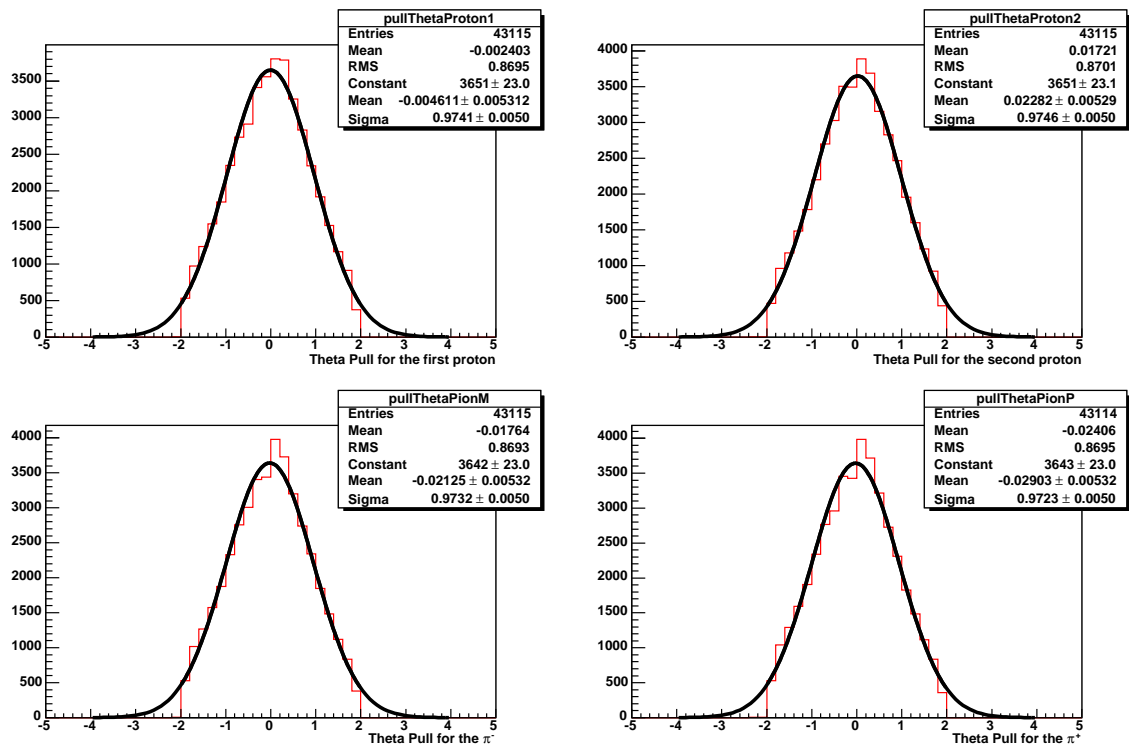 pullThetaProton1
Entries 43115
Mean -0.002403
RMS 0.8695
Constant 3651 ± 23.0
Mean -0.004611 ± 0.005312
Sigma 0.9741 ± 0.0050
3500
3000
2500
2000
1500
1000
500
0
-5 -4 -3 -2 -1 0 1 2 3 4 5
Theta Pull for the first proton
pullThetaProton2
Entries 43115
Mean 0.01721
RMS 0.8701
Constant 3651 ± 23.1
Mean 0.02282 ± 0.00529
Sigma 0.9746 ± 0.0050
4000
3500
3000
2500
2000
1500
1000
500
0
-5 -4 -3 -2 -1 0 1 2 3 4 5
Theta Pull for the second proton
pullThetaPionM
Entries 43115
Mean -0.01764
RMS 0.8693
Constant 3642 ± 23.0
Mean -0.02125 ± 0.00532
Sigma 0.9732 ± 0.0050
4000
3500
3000
2500
2000
1500
1000
500
0
-5 -4 -3 -2 -1 0 1 2 3 4 5
Theta Pull for the π⁻
pullThetaPionP
Entries 43114
Mean -0.02406
RMS 0.8695
Constant 3643 ± 23.0
Mean -0.02903 ± 0.00532
Sigma 0.9723 ± 0.0050
4000
3500
3000
2500
2000
1500
1000
500
0
-5 -4 -3 -2 -1 0 1 2 3 4 5
Theta Pull for the π⁺